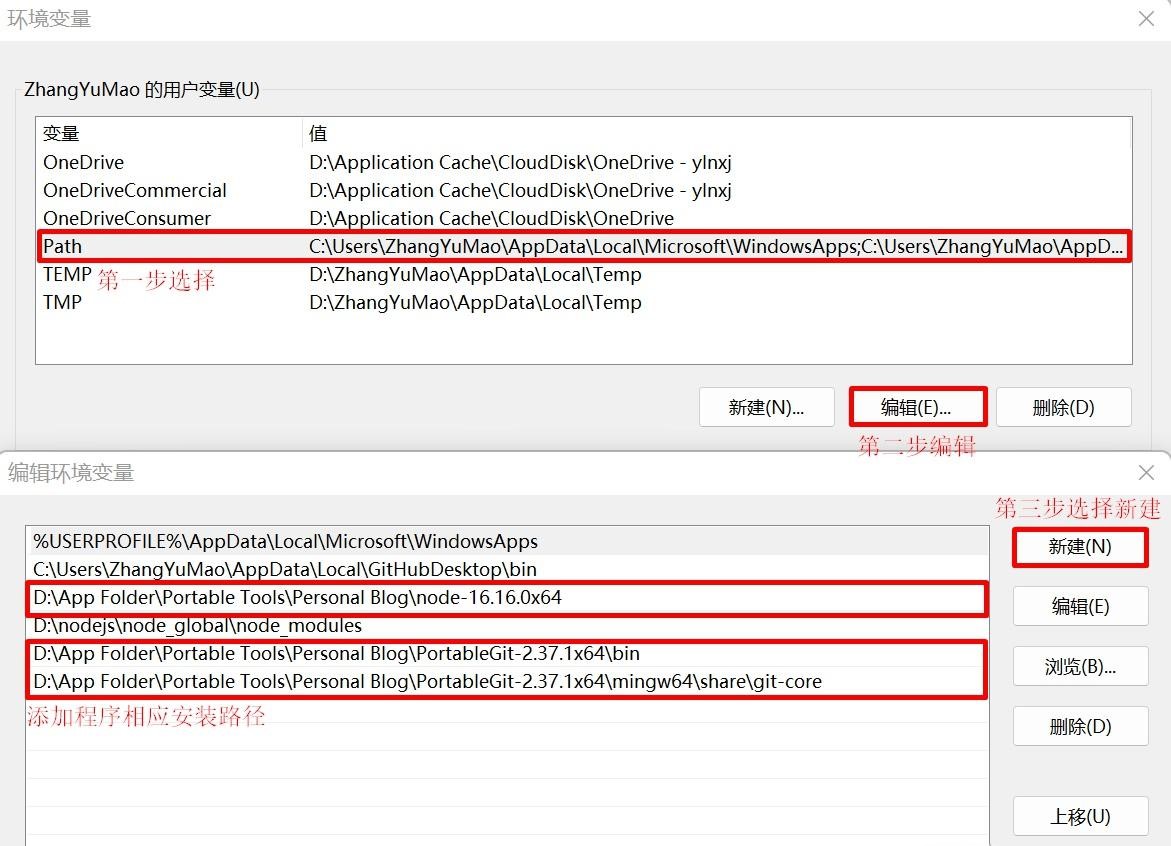 环境变量
ZhangYuMao 的用户变量(U)
变量 值
OneDrive D:\Application Cache\CloudDisk\OneDrive - ylnxj
OneDriveCommercial D:\Application Cache\CloudDisk\OneDrive - ylnxj
OneDriveConsumer D:\Application Cache\CloudDisk\OneDrive
Path C:\Users\ZhangYuMao\AppData\Local\Microsoft\WindowsApps;C:\Users\ZhangYuMao\AppD...
TEMP D:\ZhangYuMao\AppData\Local\Temp
第一步选择
TMP D:\ZhangYuMao\AppData\Local\Temp
新建(N)... 编辑(E)... 删除(D)
第二步编辑
编辑环境变量
第三步选择新建
%USERPROFILE%\AppData\Local\Microsoft\WindowsApps
新建(N)
C:\Users\ZhangYuMao\AppData\Local\GitHubDesktop\bin
D:\App Folder\Portable Tools\Personal Blog\node-16.16.0x64
编辑(E)
D:\nodejs\node_global\node_modules
D:\App Folder\Portable Tools\Personal Blog\PortableGit-2.37.1x64\bin
浏览(B)...
D:\App Folder\Portable Tools\Personal Blog\PortableGit-2.37.1x64\mingw64\share\git-core
添加程序相应安装路径
删除(D)
上移(U)